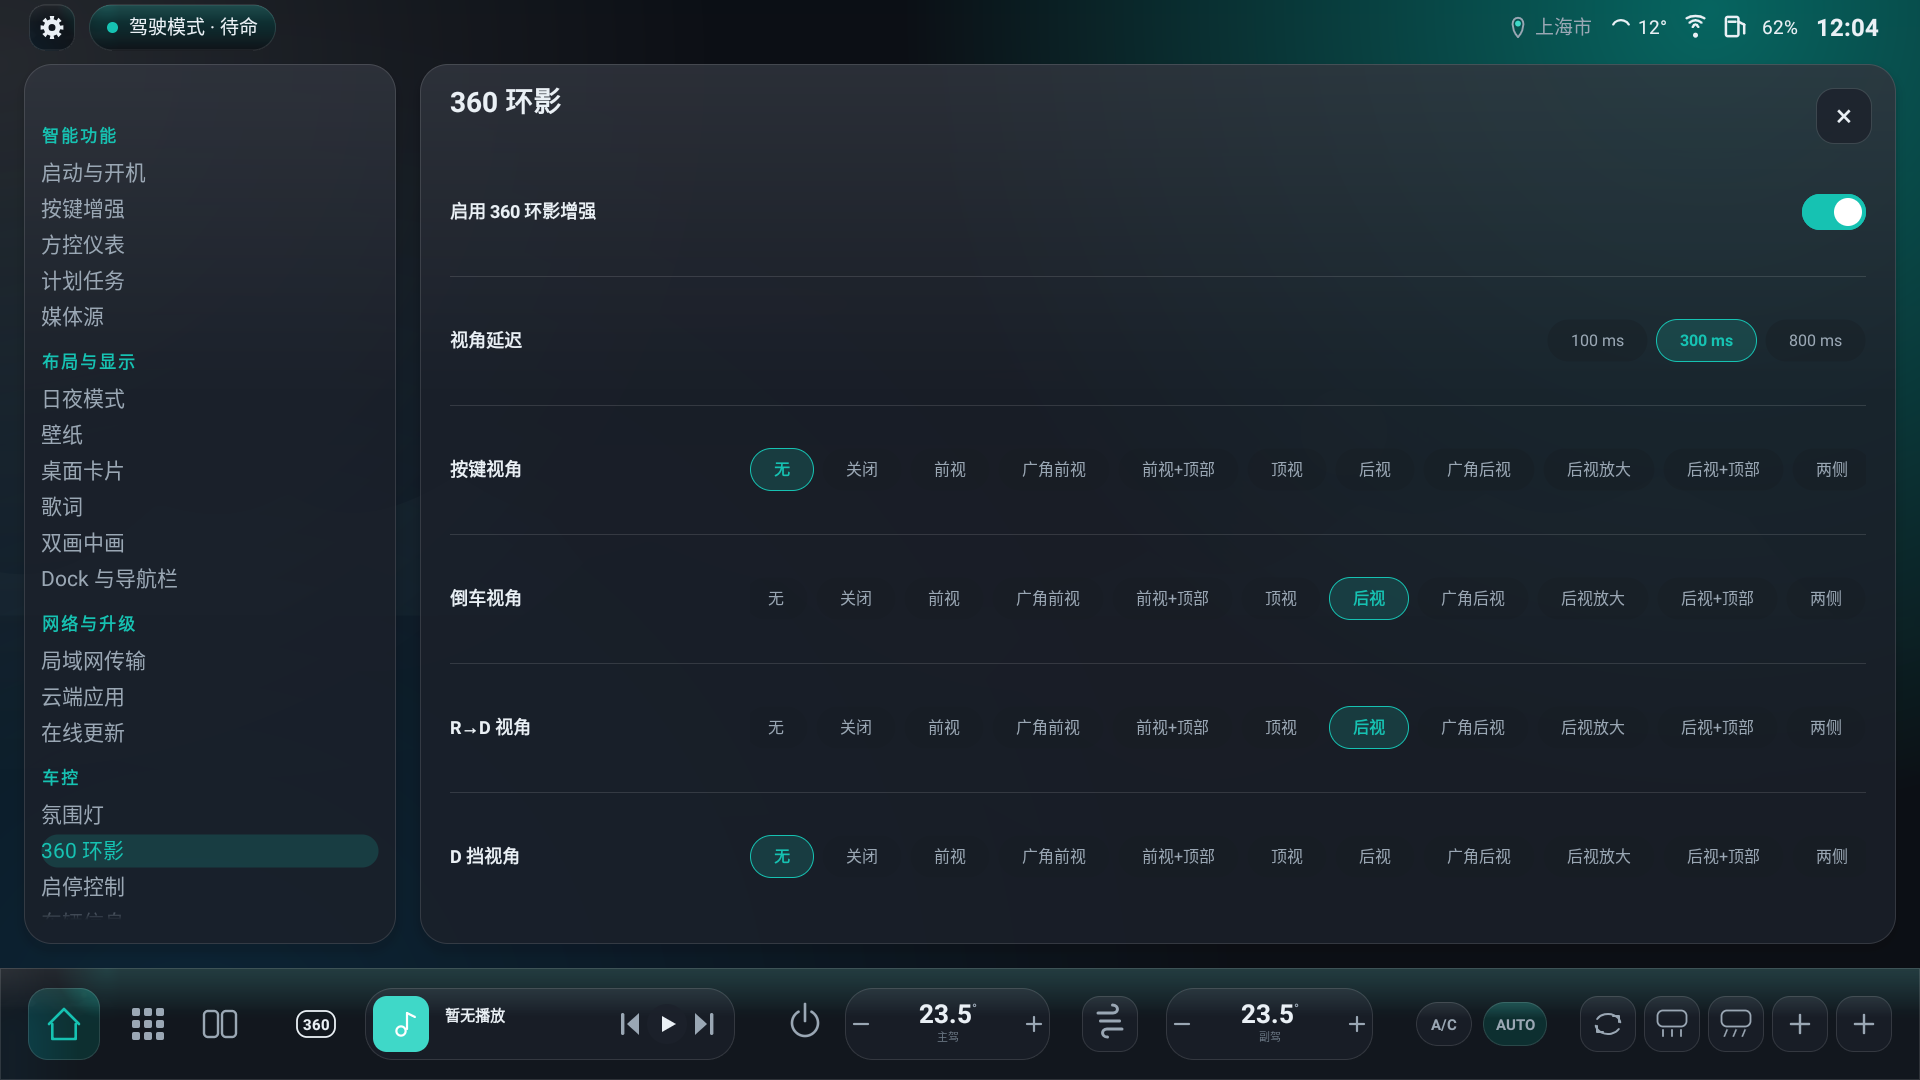 驾驶模式 · 待命
上海市 12° 62% 12:04
智能功能
启动与开机
按键增强
方控仪表
计划任务
媒体源
布局与显示
日夜模式
壁纸
桌面卡片
歌词
双画中画
Dock 与导航栏
网络与升级
局域网传输
云端应用
在线更新
车控
氛围灯
360 环影
启停控制
360 环影
启用 360 环影增强
视角延迟 100 ms 300 ms 800 ms
按键视角 无 关闭 前视 广角前视 前视+顶部 顶视 后视 广角后视 后视放大 后视+顶部 两侧
倒车视角 无 关闭 前视 广角前视 前视+顶部 顶视 后视 广角后视 后视放大 后视+顶部 两侧
R→D 视角 无 关闭 前视 广角前视 前视+顶部 顶视 后视 广角后视 后视放大 后视+顶部 两侧
D 挡视角 无 关闭 前视 广角前视 前视+顶部 顶视 后视 广角后视 后视放大 后视+顶部 两侧
360
暂无播放
23.5°
主驾
23.5°
副驾
A/C
AUTO